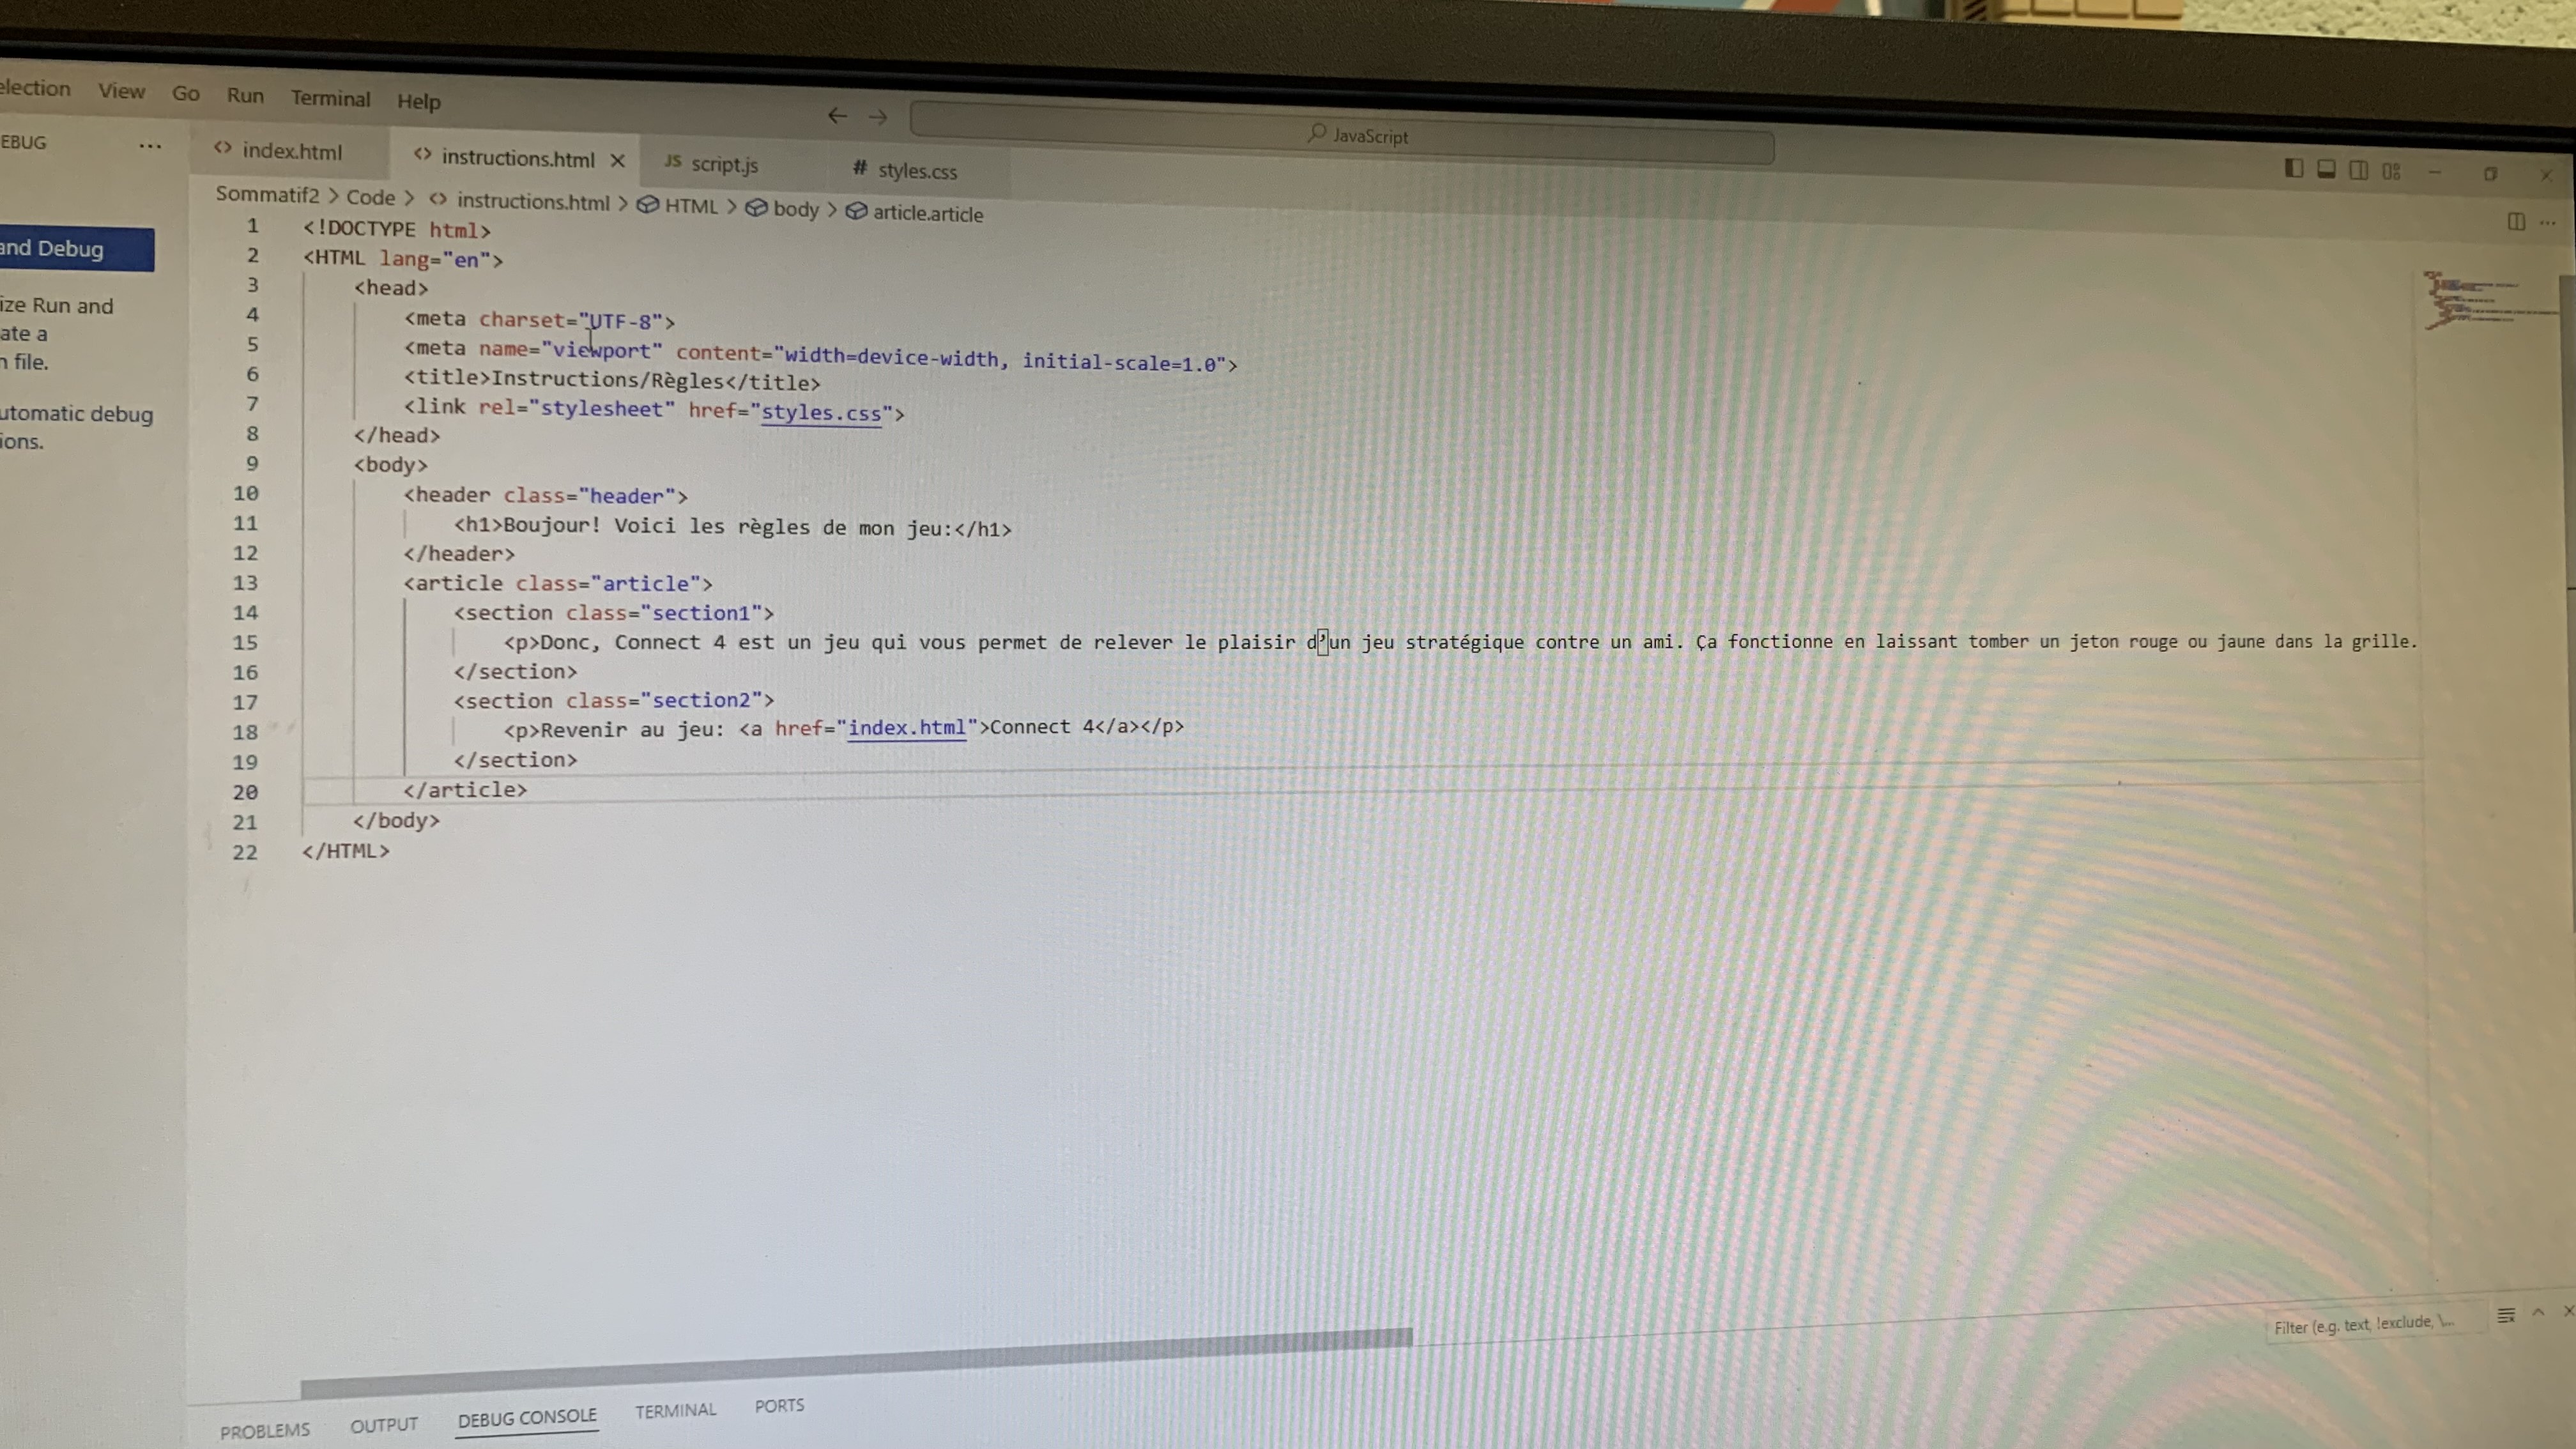 View Go Run Terminal Help
JavaScript
EBUG ...
index.html
instructions.html
JS script.js
# styles.css
Sommatif2 > Code > <> instructions.html > HTML > body > article.article
and Debug
ize Run and
ate a
file.
utomatic debug
ions.
1 <!DOCTYPE html>
2 <HTML lang="en">
3 <head>
4 <meta charset="UTF-8">
5 <meta name="viewport" content="width=device-width, initial-scale=1.0">
6 <title>Instructions/Règles</title>
7 <link rel="stylesheet" href="styles.css">
8 </head>
9 <body>
10 <header class="header">
11 <h1>Boujour! Voici les règles de mon jeu:</h1>
12 </header>
13 <article class="article">
14 <section class="section1">
15 <p>Donc, Connect 4 est un jeu qui vous permet de relever le plaisir d’un jeu stratégique contre un ami. Ça fonctionne en laissant tomber un jeton rouge ou jaune dans la grille.
16 </section>
17 <section class="section2">
18 <p>Revenir au jeu: <a href="index.html">Connect 4</a></p>
19 </section>
20 </article>
21 </body>
22 </HTML>
Filter (e.g. text, !exclude, \...
PROBLEMS OUTPUT DEBUG CONSOLE TERMINAL PORTS